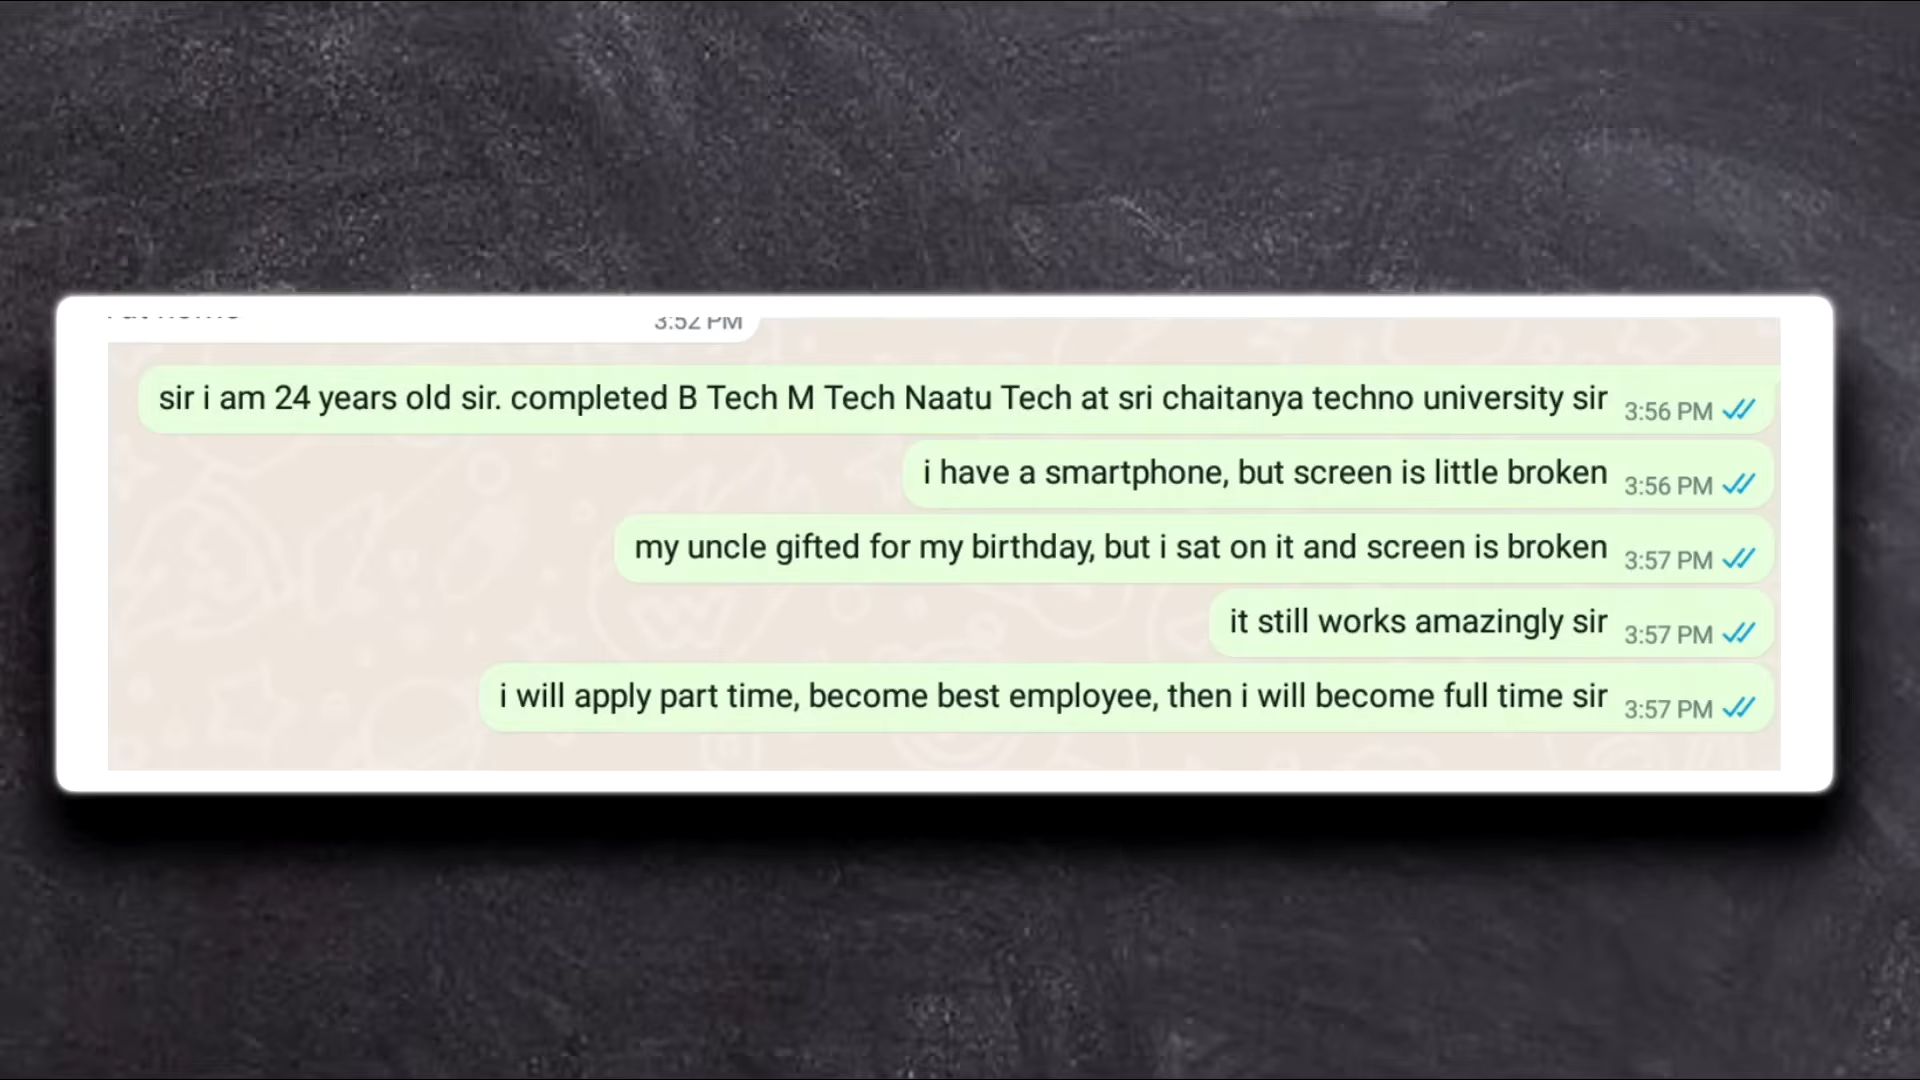 3:52 PM
sir i am 24 years old sir. completed B Tech M Tech Naatu Tech at sri chaitanya techno university sir 3:56 PM
i have a smartphone, but screen is little broken 3:56 PM
my uncle gifted for my birthday, but i sat on it and screen is broken 3:57 PM
it still works amazingly sir 3:57 PM
i will apply part time, become best employee, then i will become full time sir 3:57 PM